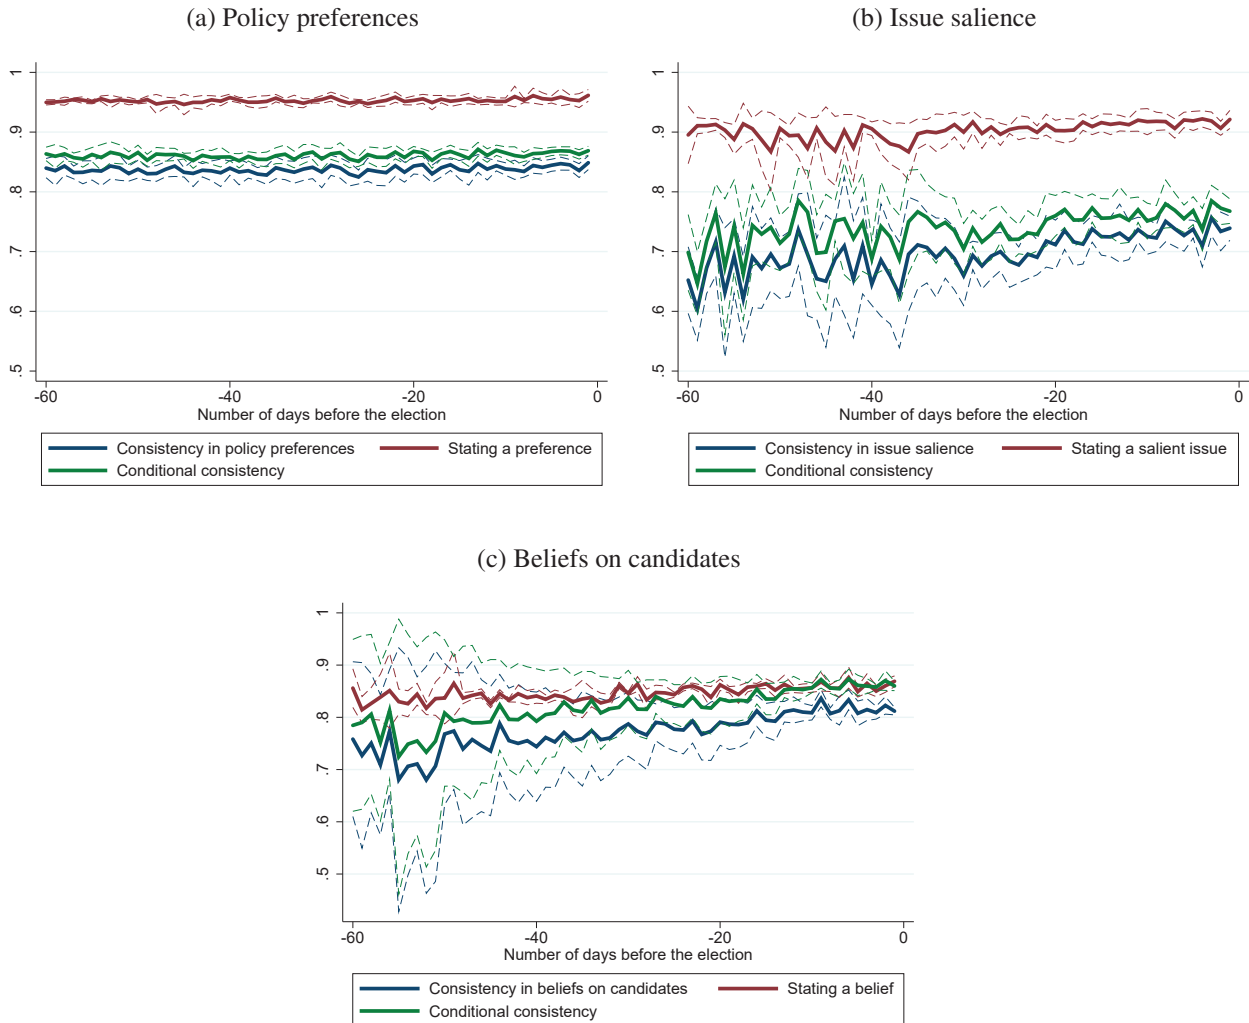 (a) Policy preferences
1
.9
.8
.7
.6
.5
-60
-40
-20
0
Number of days before the election
Consistency in policy preferences
Stating a preference
Conditional consistency
(b) Issue salience
1
.9
.8
.7
.6
.5
-60
-40
-20
0
Number of days before the election
Consistency in issue salience
Stating a salient issue
Conditional consistency
(c) Beliefs on candidates
1
.9
.8
.7
.6
.5
-60
-40
-20
0
Number of days before the election
Consistency in beliefs on candidates
Stating a belief
Conditional consistency